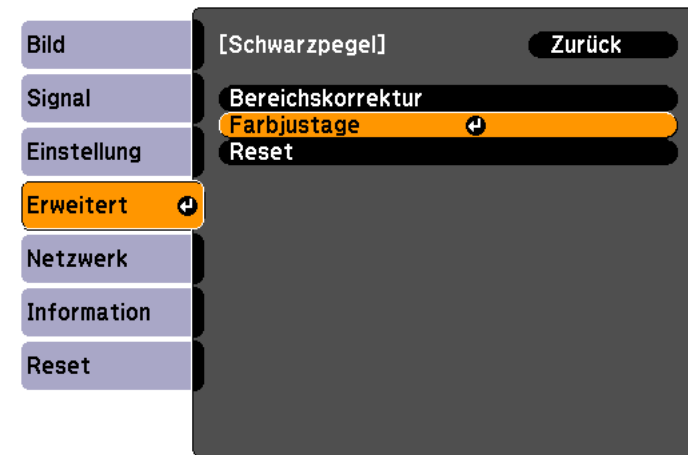 Bild
Signal
Einstellung
Erweitert
Netzwerk
Information
Reset
[Schwarzpegel] Zurück
Bereichskorrektur
Farbjustage
Reset